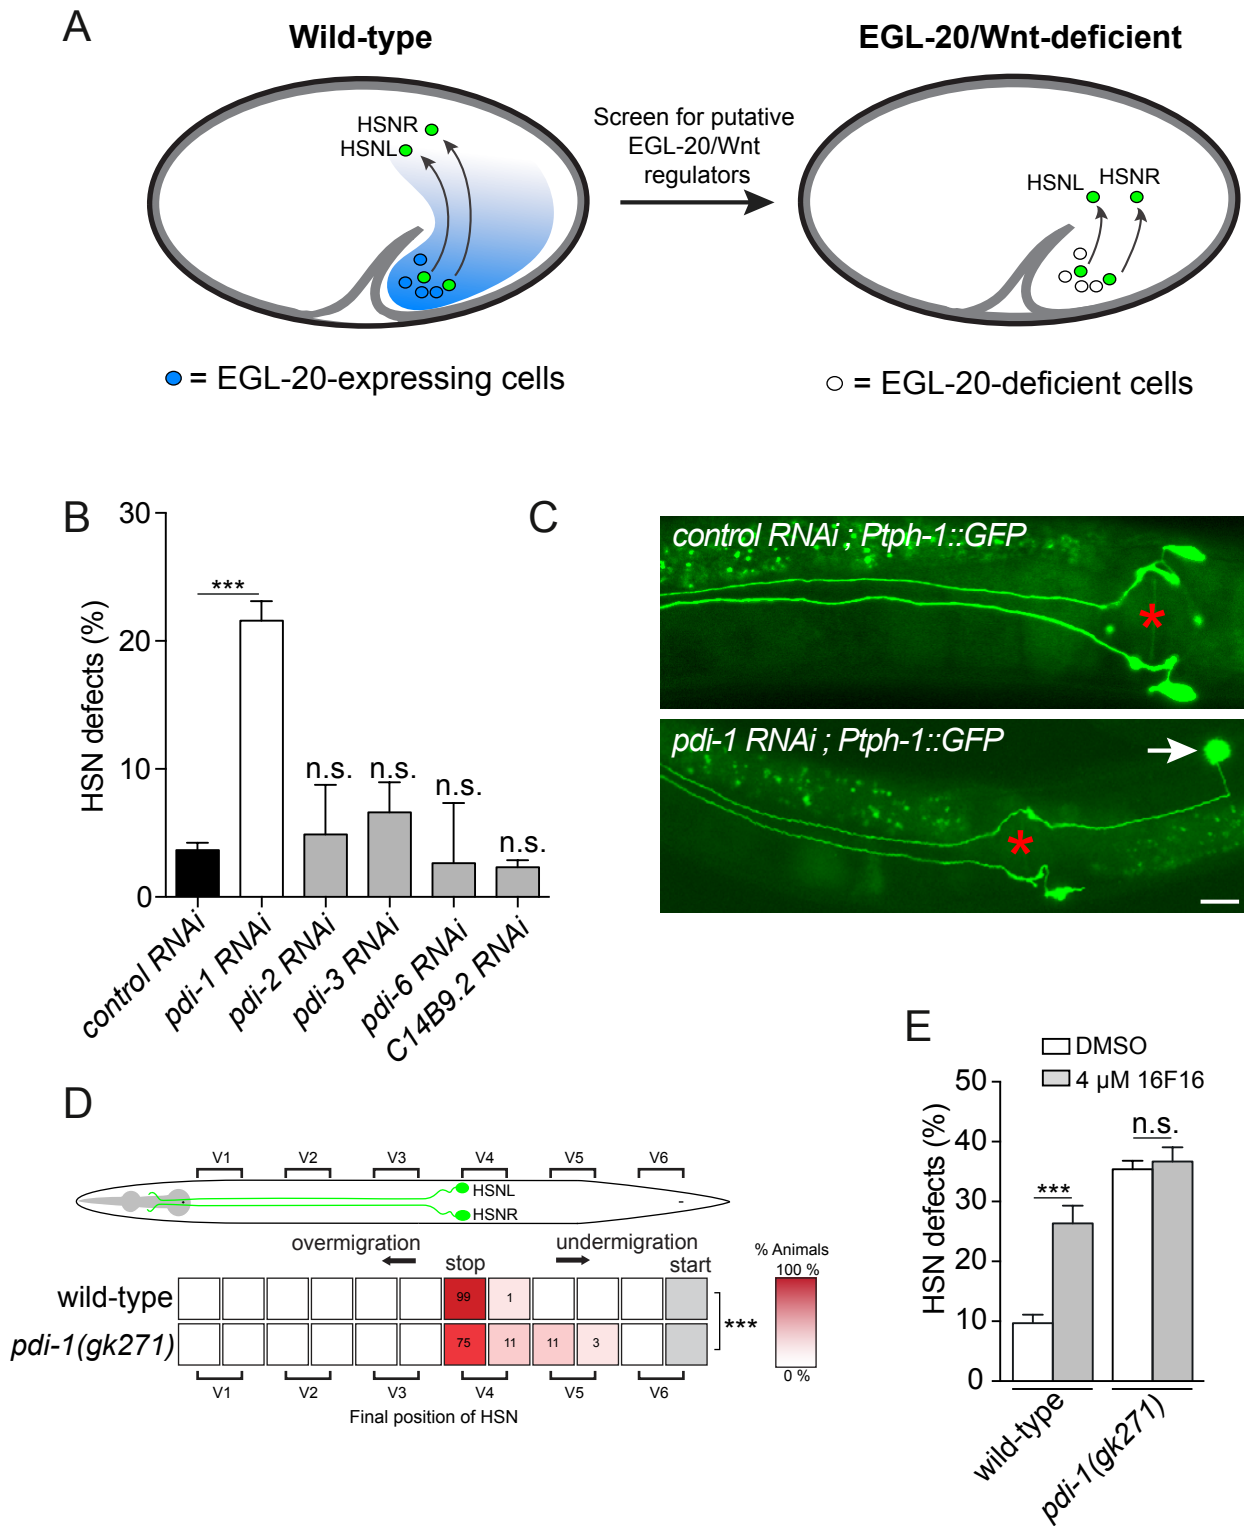 A
Wild-type
EGL-20/Wnt-deficient
HSNR
HSNL
Screen for putative
EGL-20/Wnt
regulators
HSNL
HSNR
= EGL-20-expressing cells
= EGL-20-deficient cells
B
HSN defects (%)
30
20
10
0
***
n.s.
n.s.
n.s.
n.s.
control RNAi
pdi-1 RNAi
pdi-2 RNAi
pdi-3 RNAi
pdi-6 RNAi
C14B9.2 RNAi
C
control RNAi ; Ptph-1::GFP
*
pdi-1 RNAi ; Ptph-1::GFP
*
D
V1 V2 V3 V4 V5 V6
HSNL
HSNR
overmigration
stop
undermigration
start
% Animals
100 %
0 %
wild-type
99 1
pdi-1(gk271)
75 11 11 3
***
V1 V2 V3 V4 V5 V6
Final position of HSN
E
DMSO
4 µM 16F16
HSN defects (%)
50
40
30
20
10
0
***
n.s.
wild-type
pdi-1(gk271)